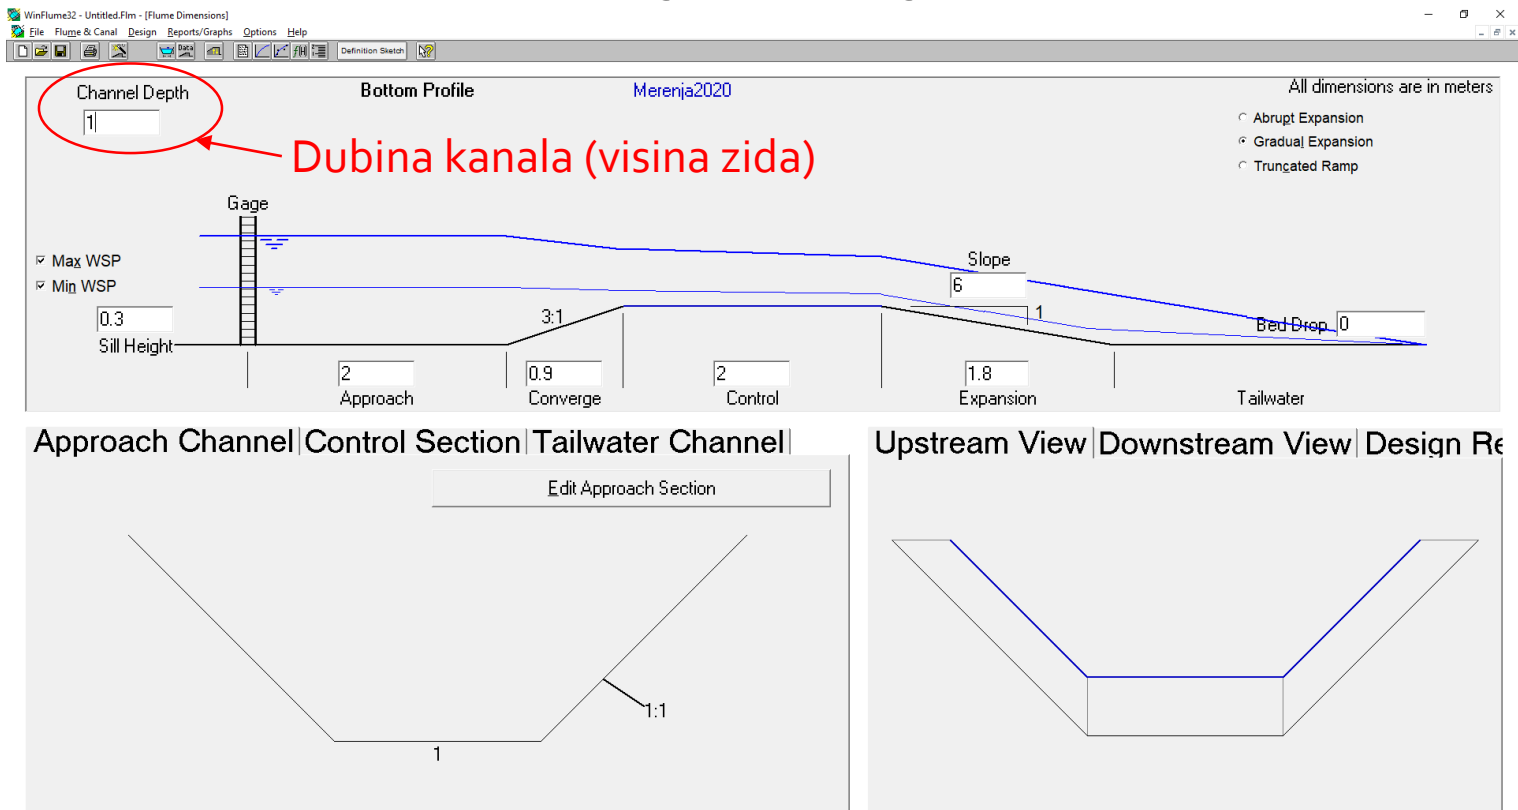 WinFlume32 - Untitled.Flm - [Flume Dimensions]
File Flume & Canal Design Reports/Graphs Options Help
Data fH Definition Sketch
Channel Depth
1
Bottom Profile
Merenja2020
All dimensions are in meters
Abrupt Expansion
Gradual Expansion
Truncated Ramp
Dubina kanala (visina zida)
Gage
Max WSP
Min WSP
0.3
Sill Height
3:1
Slope
6
1
Bed Drop 0
2
Approach
0.9
Converge
2
Control
1.8
Expansion
Tailwater
Approach Channel Control Section Tailwater Channel
Edit Approach Section
1:1
1
Upstream View Downstream View Design Re